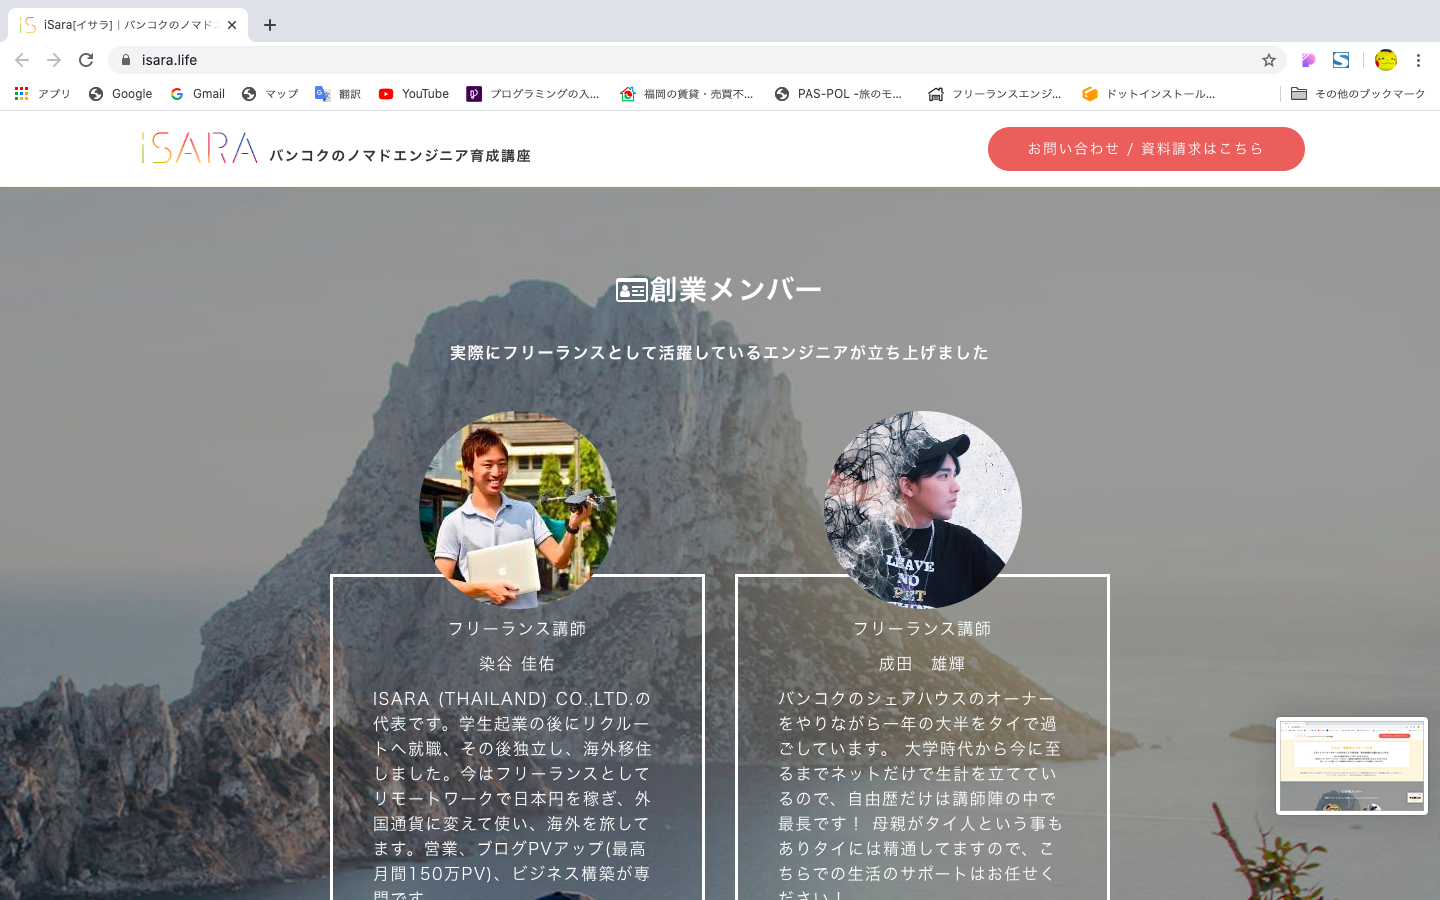 iSara[イサラ] | バンコクのノマドエ
isara.life
アプリ
Google
Gmail
マップ
翻訳
YouTube
プログラミングの入...
福岡の賃貸・売買不...
PAS-POL -旅のモ...
フリーランスエンジ...
ドットインストール...
その他のブックマーク
iSARA バンコクのノマドエンジニア育成講座
お問い合わせ / 資料請求はこちら
創業メンバー
実際にフリーランスとして活躍しているエンジニアが立ち上げました
LEAVE
NO
フリーランス講師
染谷 佳佑
ISARA (THAILAND) CO.,LTD.の
代表です。学生起業の後にリクルー
トへ就職、その後独立し、海外移住
しました。今はフリーランスとして
リモートワークで日本円を稼ぎ、外
国通貨に変えて使い、海外を旅して
ます。営業、ブログPVアップ(最高
月間150万PV)、ビジネス構築が専
門です。
フリーランス講師
成田　雄輝
バンコクのシェアハウスのオーナー
をやりながら一年の大半をタイで過
ごしています。 大学時代から今に至
るまでネットだけで生計を立ててい
るので、自由歴だけは講師陣の中で
最長です！ 母親がタイ人という事も
ありタイには精通してますので、こ
ちらでの生活のサポートはお任せく
ださい！